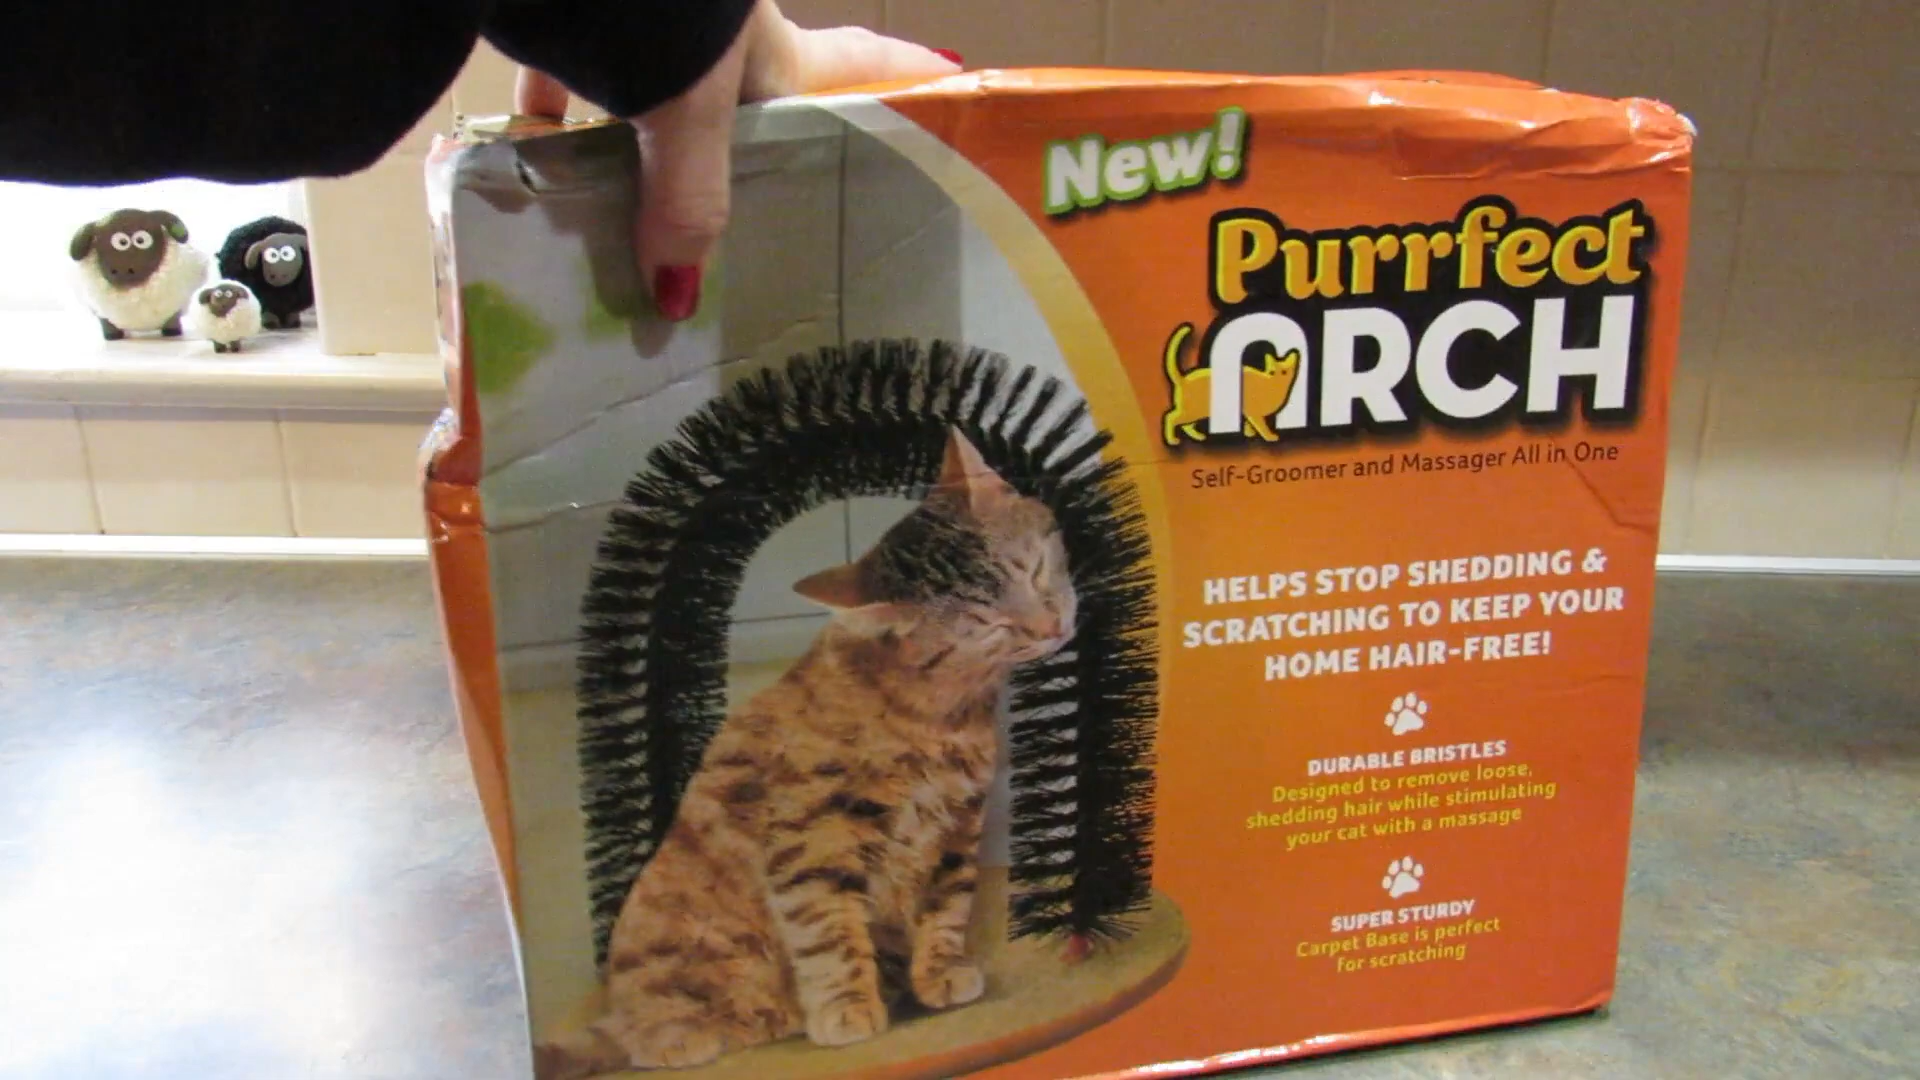 New!
Purrfect
ARCH
Self-Groomer and Massager All in One
HELPS STOP SHEDDING &
SCRATCHING TO KEEP YOUR
HOME HAIR-FREE!
DURABLE BRISTLES
Designed to remove loose,
shedding hair while stimulating
your cat with a massage
SUPER STURDY
Carpet Base is perfect
for scratching